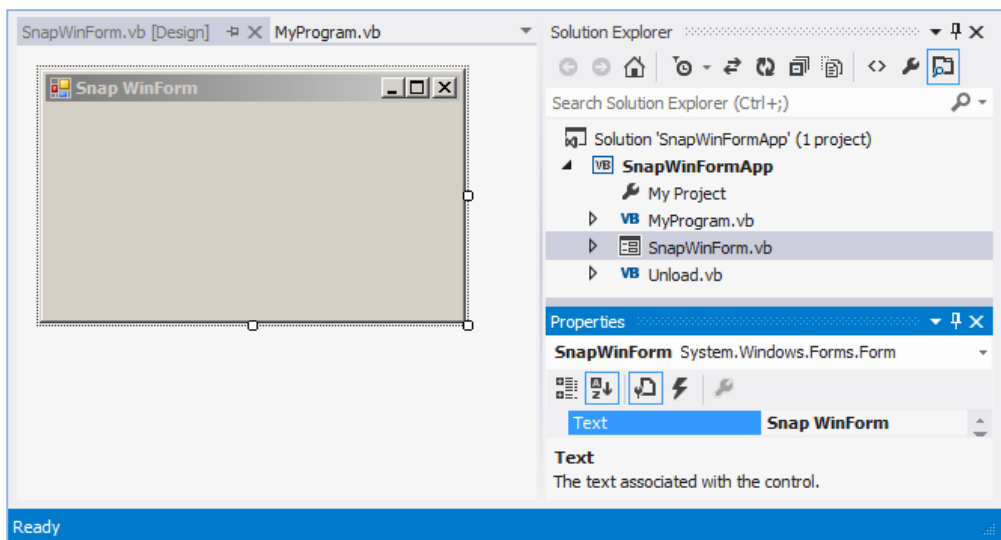 SnapWinForm.vb [Design]
MyProgram.vb
Snap WinForm
Solution Explorer
Search Solution Explorer (Ctrl+;)
Solution 'SnapWinFormApp' (1 project)
VB SnapWinFormApp
My Project
VB MyProgram.vb
SnapWinForm.vb
VB Unload.vb
Properties
SnapWinForm System.Windows.Forms.Form
Text Snap WinForm
Text
The text associated with the control.
Ready